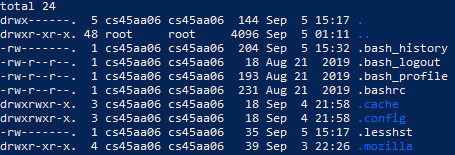 total 24
drwx------.  5 cs45aa06 cs45aa06  144 Sep  5 15:17 .
drwxr-xr-x. 48 root     root     4096 Sep  5 01:11 ..
-rw-------.  1 cs45aa06 cs45aa06  204 Sep  5 15:32 .bash_history
-rw-------.  1 cs45aa06 cs45aa06   18 Aug 21  2019 .bash_logout
-rw-------.  1 cs45aa06 cs45aa06  193 Aug 21  2019 .bash_profile
-rw-------.  1 cs45aa06 cs45aa06  231 Aug 21  2019 .bashrc
drwxrwxr-x.  3 cs45aa06 cs45aa06   18 Sep  4 21:58 .cache
drwxrwxr-x.  3 cs45aa06 cs45aa06   18 Sep  4 21:58 .config
-rw-------.  1 cs45aa06 cs45aa06   35 Sep  5 15:17 .lesshst
drwxr-xr-x.  4 cs45aa06 cs45aa06   39 Sep  3 22:26 .mozilla